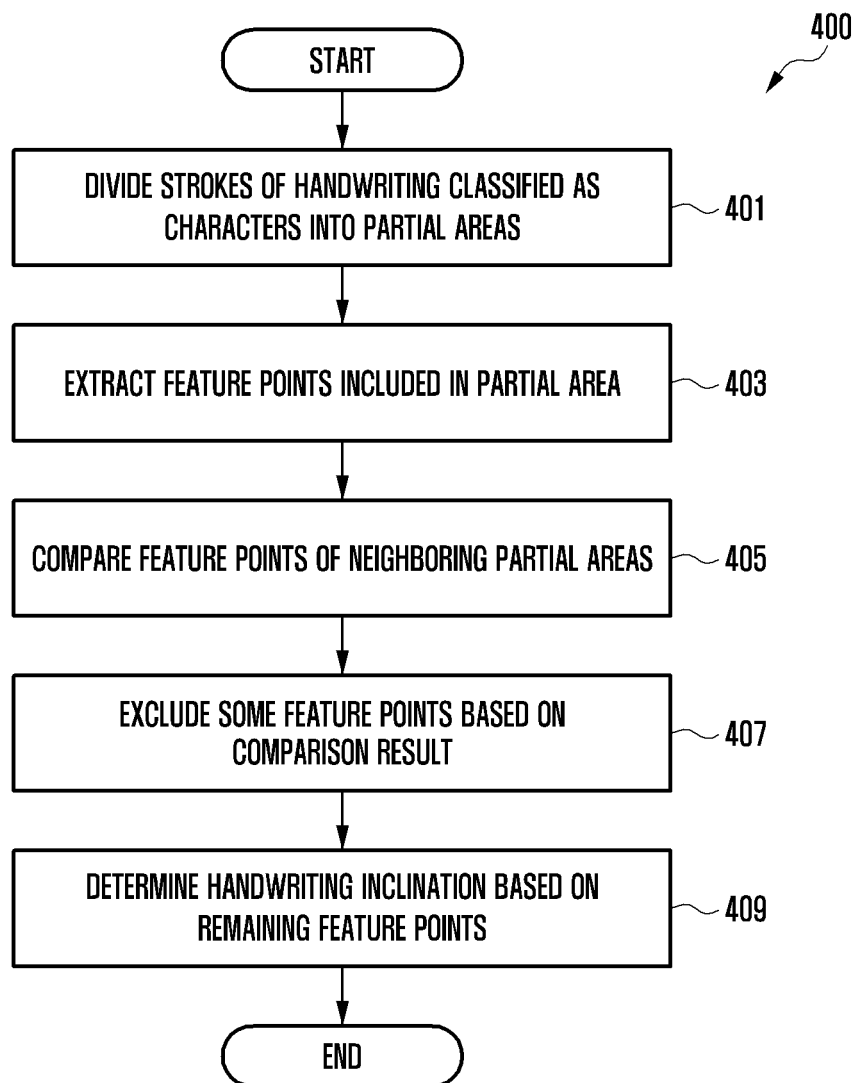 400
START
DIVIDE STROKES OF HANDWRITING CLASSIFIED AS
CHARACTERS INTO PARTIAL AREAS
401
EXTRACT FEATURE POINTS INCLUDED IN PARTIAL AREA
403
COMPARE FEATURE POINTS OF NEIGHBORING PARTIAL AREAS
405
EXCLUDE SOME FEATURE POINTS BASED ON
COMPARISON RESULT
407
DETERMINE HANDWRITING INCLINATION BASED ON
REMAINING FEATURE POINTS
409
END